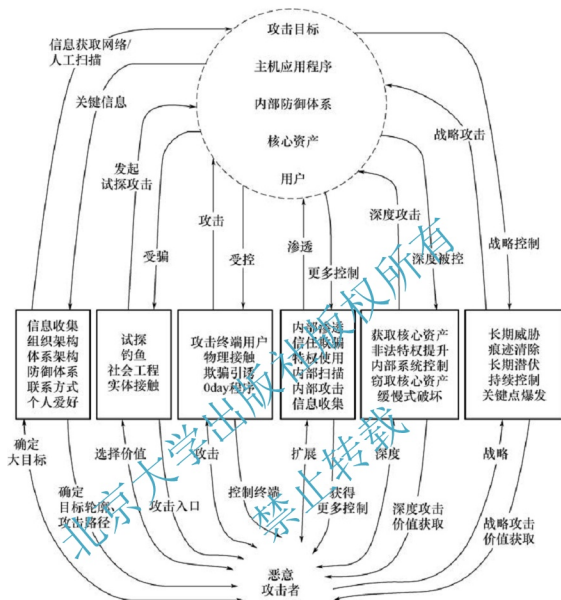 攻击目标
主机应用程序
内部防御体系
核心资产
用户
信息获取网络/
人工扫描
关键信息
发起
试探攻击
受骗
攻击
受控
渗透
更多控制
深度攻击
深度被控
战略攻击
战略控制
信息收集
组织架构
体系架构
防御体系
联系方式
个人爱好
试探
钓鱼
社会工程
实体接触
攻击终端用户
物理接触
欺骗引诱
0day程序
内部渗透
信任欺骗
特权使用
内部扫描
内部攻击
信息收集
获取核心资产
非法特权提升
内部系统控制
窃取核心资产
缓慢式破坏
长期威胁
痕迹清除
长期潜伏
持续控制
关键点爆发
确定
大目标
确定
目标轮廓、
攻击路径
选择价值
攻击入口
攻击
控制终端
扩展
获得
更多控制
深度
深度攻击
价值获取
战略
战略攻击
价值获取
恶意
攻击者
北京大学出版社版权所有
禁止转载